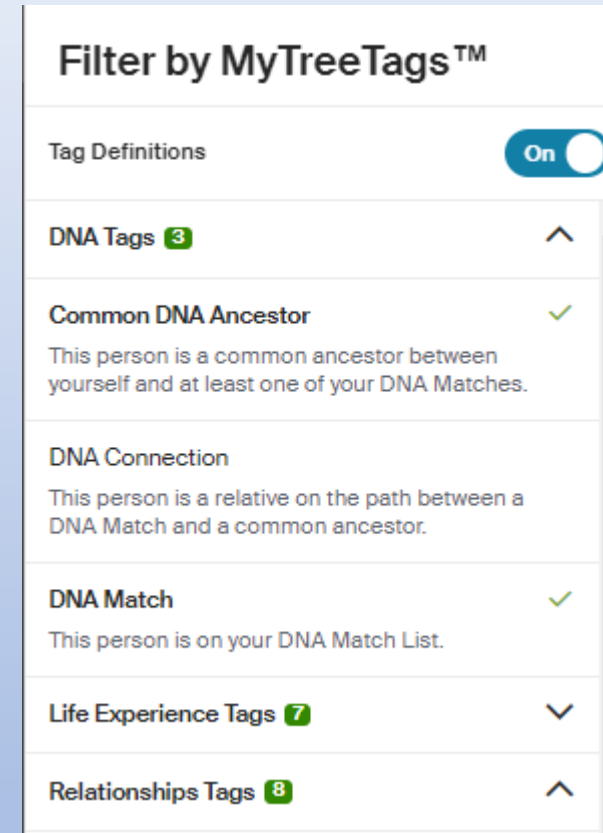 Filter by MyTreeTags™
Tag Definitions On
DNA Tags 3
Common DNA Ancestor
This person is a common ancestor between
yourself and at least one of your DNA Matches.
DNA Connection
This person is a relative on the path between a
DNA Match and a common ancestor.
DNA Match
This person is on your DNA Match List.
Life Experience Tags 7
Relationships Tags 8